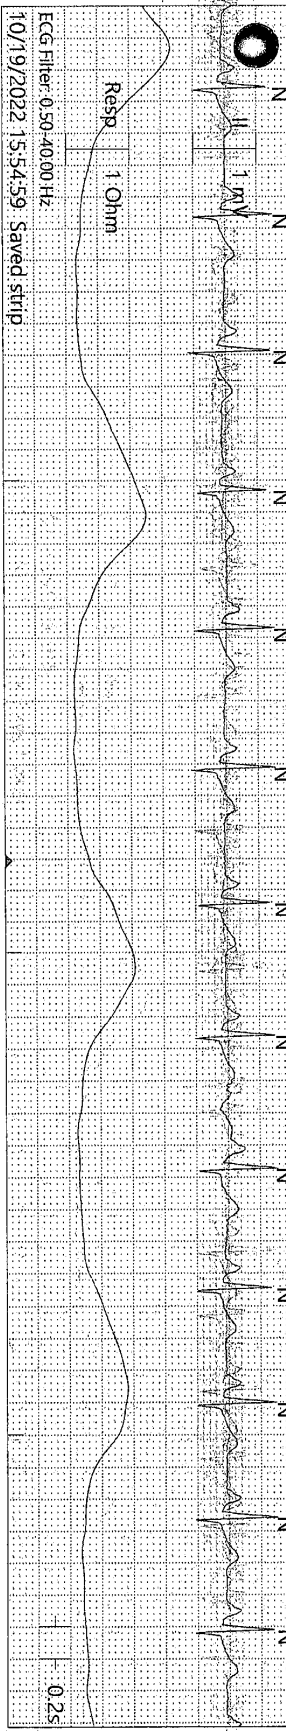 N N N N N N N N N N N N N
II 1 mV
Resp 1 Ohm
ECG Filter: 0.50-40.00 Hz
10/19/2022 15:54:59 Saved strip
0.2s